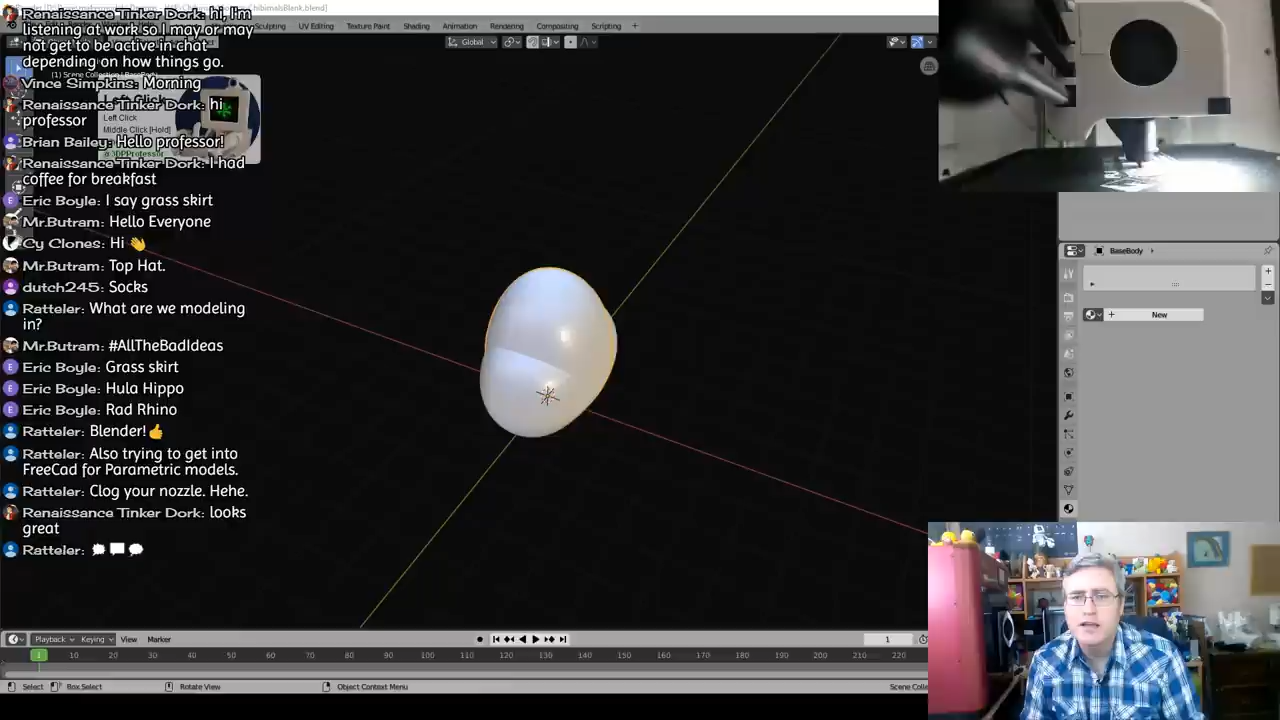 Renaissance Tinker Dork: hi, I'm
listening at work so I may or may
not get to be active in chat
depending on how things go.
Vince Simpkins: Morning
Renaissance Tinker Dork: hi
professor
Brian Bailey: Hello professor!
Renaissance Tinker Dork: I had
coffee for breakfast
Eric Boyle: I say grass skirt
Mr.Butram: Hello Everyone
Cy Clones: Hi 👋
Mr.Butram: Top Hat.
dutch245: Socks
Ratteler: What are we modeling
in?
Mr.Butram: #AllTheBadIdeas
Eric Boyle: Grass skirt
Eric Boyle: Hula Hippo
Eric Boyle: Rad Rhino
Ratteler: Blender!👍
Ratteler: Also trying to get into
FreeCad for Parametric models.
Ratteler: Clog your nozzle. Hehe.
Renaissance Tinker Dork: looks
great
Ratteler:
Left Click
Middle Click [Hold]
UV Editing Texture Paint Shading Animation Rendering Compositing Scripting +
Global
BaseBody
New
Playback Keying View Marker
1
1 10 20 30 40 50 60 70 80 90 100 110 120 130 140 150 160 170 180 190 200 210 220
Select Box Select Rotate View Object Context Menu